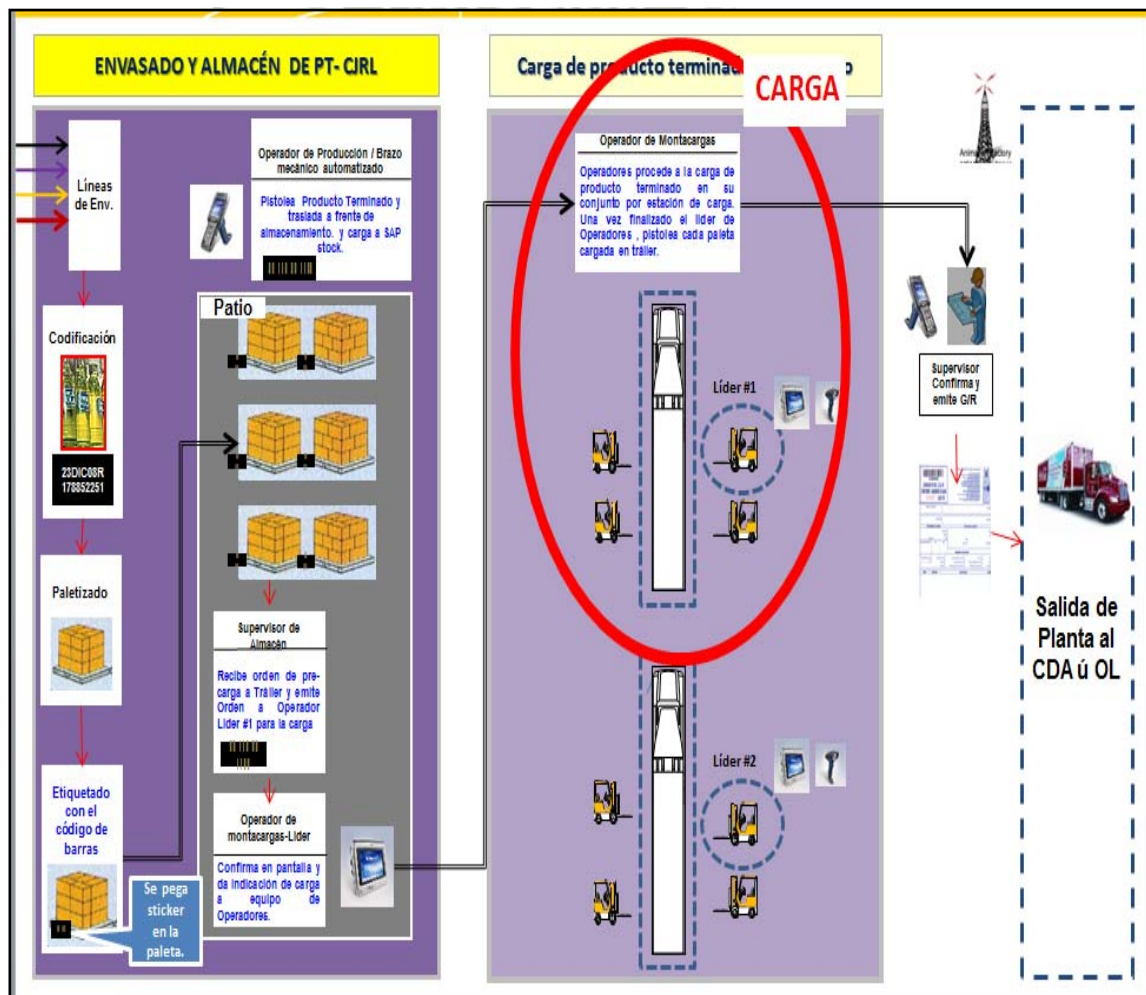 ENVASADO Y ALMACÉN DE PT- CJRL
Líneas
de Env.
Codificación
23DIC08R
178852251
Paletizado
Etiquetado
con el
código de
barras
Se pega
sticker
en la
paleta.
Operador de Producción / Brazo
mecánico automatizado
Pistolea Producto Terminado y
traslada a frente de
almacenamiento. y carga a SAP
stock.
Patio
Supervisor de
Almacén
Recibe orden de pre-
carga a Tráiler y emite
Orden a Operador
Lider #1 para la carga
Operador de
montacargas-Lider
Confirma en pantalla y
da indicación de carga
a equipo de
Operadores.
Carga de producto terminad
CARGA
Operador de Montacargas
Operadores procede a la carga de
producto terminado en su
conjunto por estación de carga.
Una vez finalizado el lider de
Operadores , pistolea cada paleta
cargada en tráiler.
Líder #1
Líder #2
Supervisor
Confirma y
emite G/R
Salida de
Planta al
CDA ú OL